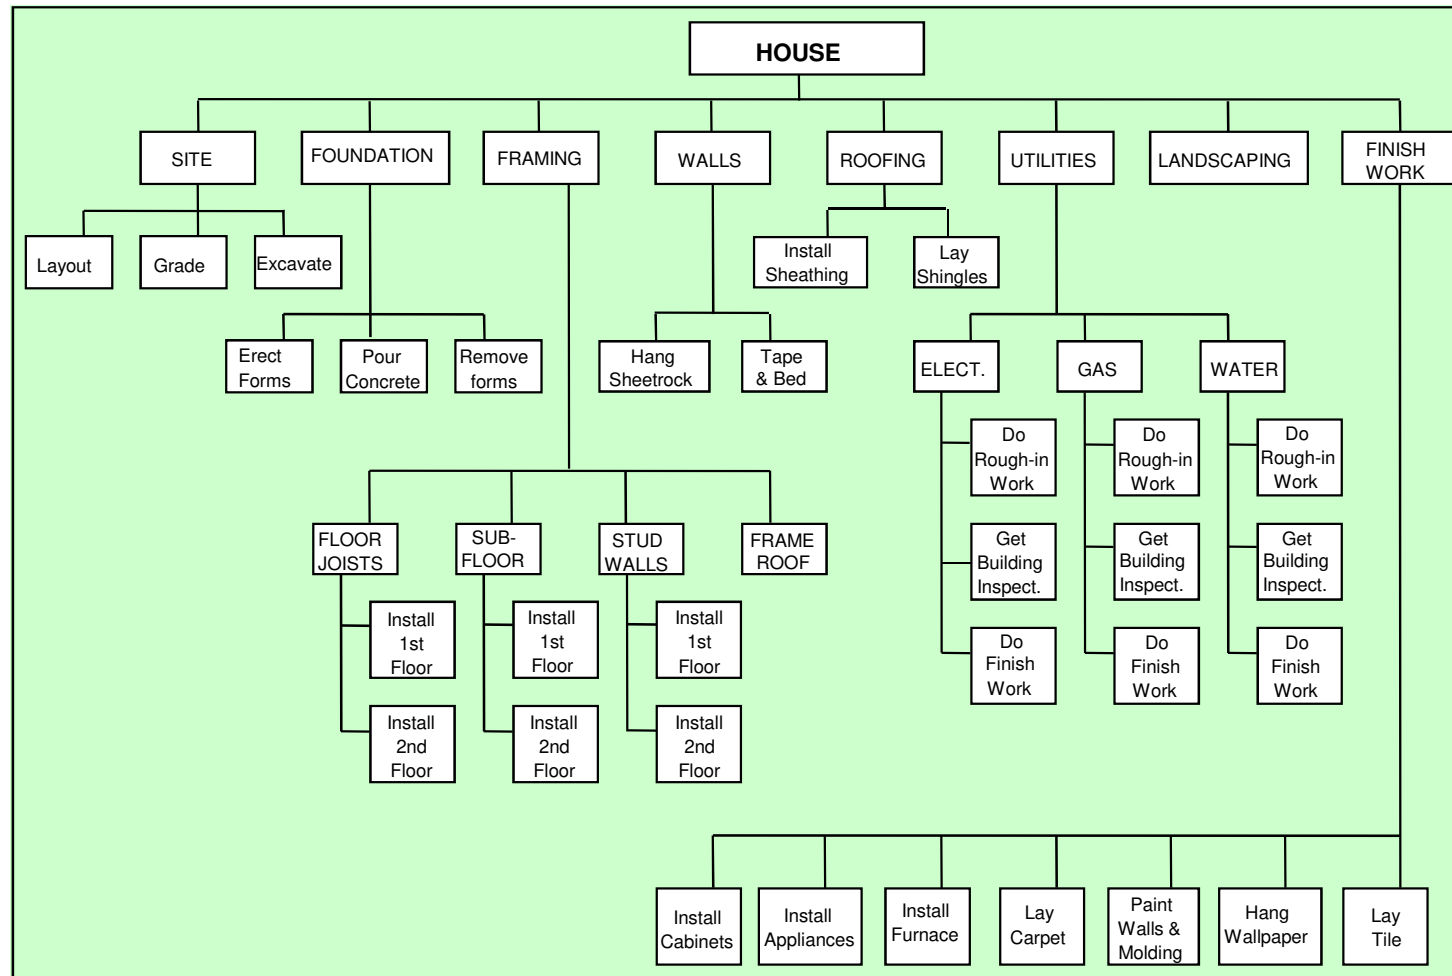 HOUSE
SITE
FOUNDATION
FRAMING
WALLS
ROOFING
UTILITIES
LANDSCAPING
FINISH
WORK
Layout
Grade
Excavate
Install
Sheathing
Lay
Shingles
Erect
Forms
Pour
Concrete
Remove
forms
Hang
Sheetrock
Tape
& Bed
ELECT.
GAS
WATER
Do
Rough-in
Work
Do
Rough-in
Work
Do
Rough-in
Work
FLOOR
JOISTS
SUB-
FLOOR
STUD
WALLS
FRAME
ROOF
Get
Building
Inspect.
Get
Building
Inspect.
Get
Building
Inspect.
Install
1st
Floor
Install
1st
Floor
Install
1st
Floor
Do
Finish
Work
Do
Finish
Work
Do
Finish
Work
Install
2nd
Floor
Install
2nd
Floor
Install
2nd
Floor
Install
Cabinets
Install
Appliances
Install
Furnace
Lay
Carpet
Paint
Walls &
Molding
Hang
Wallpaper
Lay
Tile